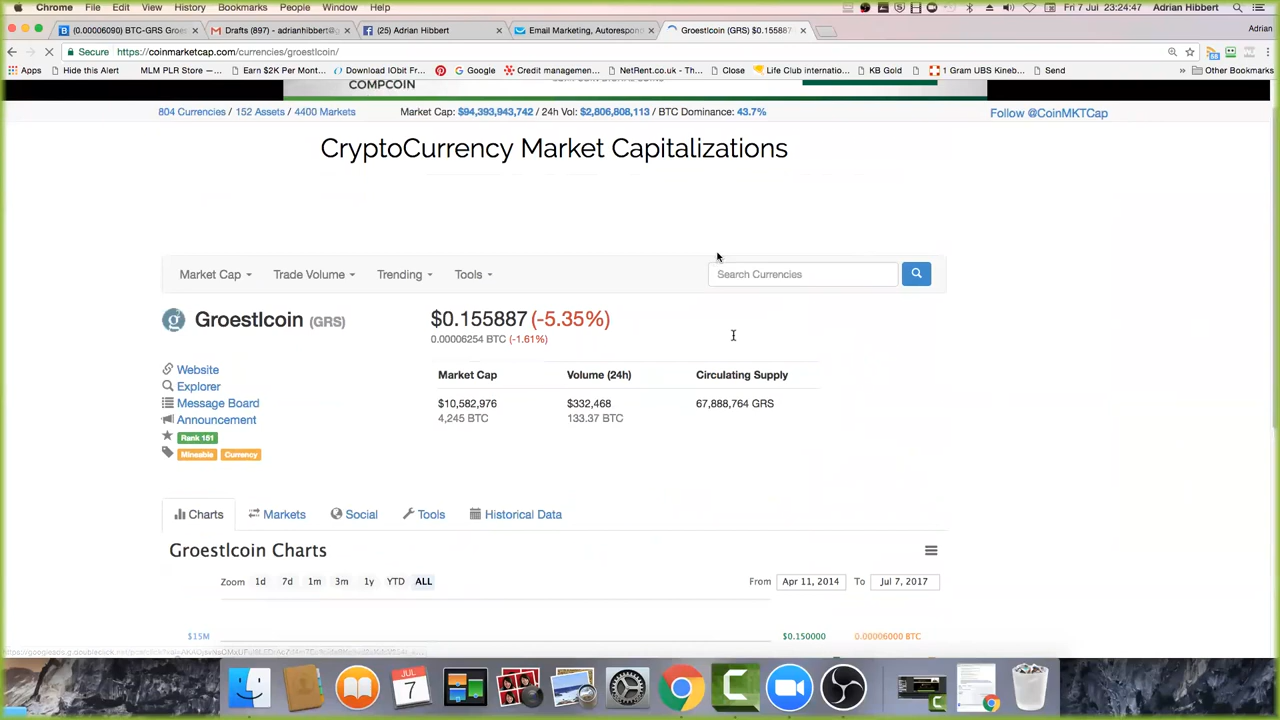 Chrome File Edit View History Bookmarks People Window Help Fri 7 Jul 23:24:47 Adrian Hibbert
(0.00006090) BTC-GRS Groes Drafts (897) - adrianhibbert@ (25) Adrian Hibbert Email Marketing, Autorespond Groestlcoin (GRS) $0.155887 Adrian
Secure https://coinmarketcap.com/currencies/groestlcoin/
Apps Hide this Alert MLM PLR Store —... Earn $2K Per Mont... Download IObit Fr... Google Credit managemen... NetRent.co.uk - Th... Close Life Club internatio... KB Gold 1 Gram UBS Kineb... Send » Other Bookmarks
COMPCOIN
804 Currencies / 152 Assets / 4400 Markets Market Cap: $94,393,943,742 / 24h Vol: $2,806,808,113 / BTC Dominance: 43.7% Follow @CoinMKTCap
CryptoCurrency Market Capitalizations
Market Cap Trade Volume Trending Tools Search Currencies
Groestlcoin (GRS) $0.155887 (-5.35%)
0.00006254 BTC (-1.61%)
Website
Explorer
Message Board
Announcement
Rank 151
Mineable Currency
Market Cap Volume (24h) Circulating Supply
$10,582,976 $332,468 67,888,764 GRS
4,245 BTC 133.37 BTC
Charts Markets Social Tools Historical Data
Groestlcoin Charts
Zoom 1d 7d 1m 3m 1y YTD ALL From Apr 11, 2014 To Jul 7, 2017
$15M $0.150000 0.00006000 BTC
JUL
7